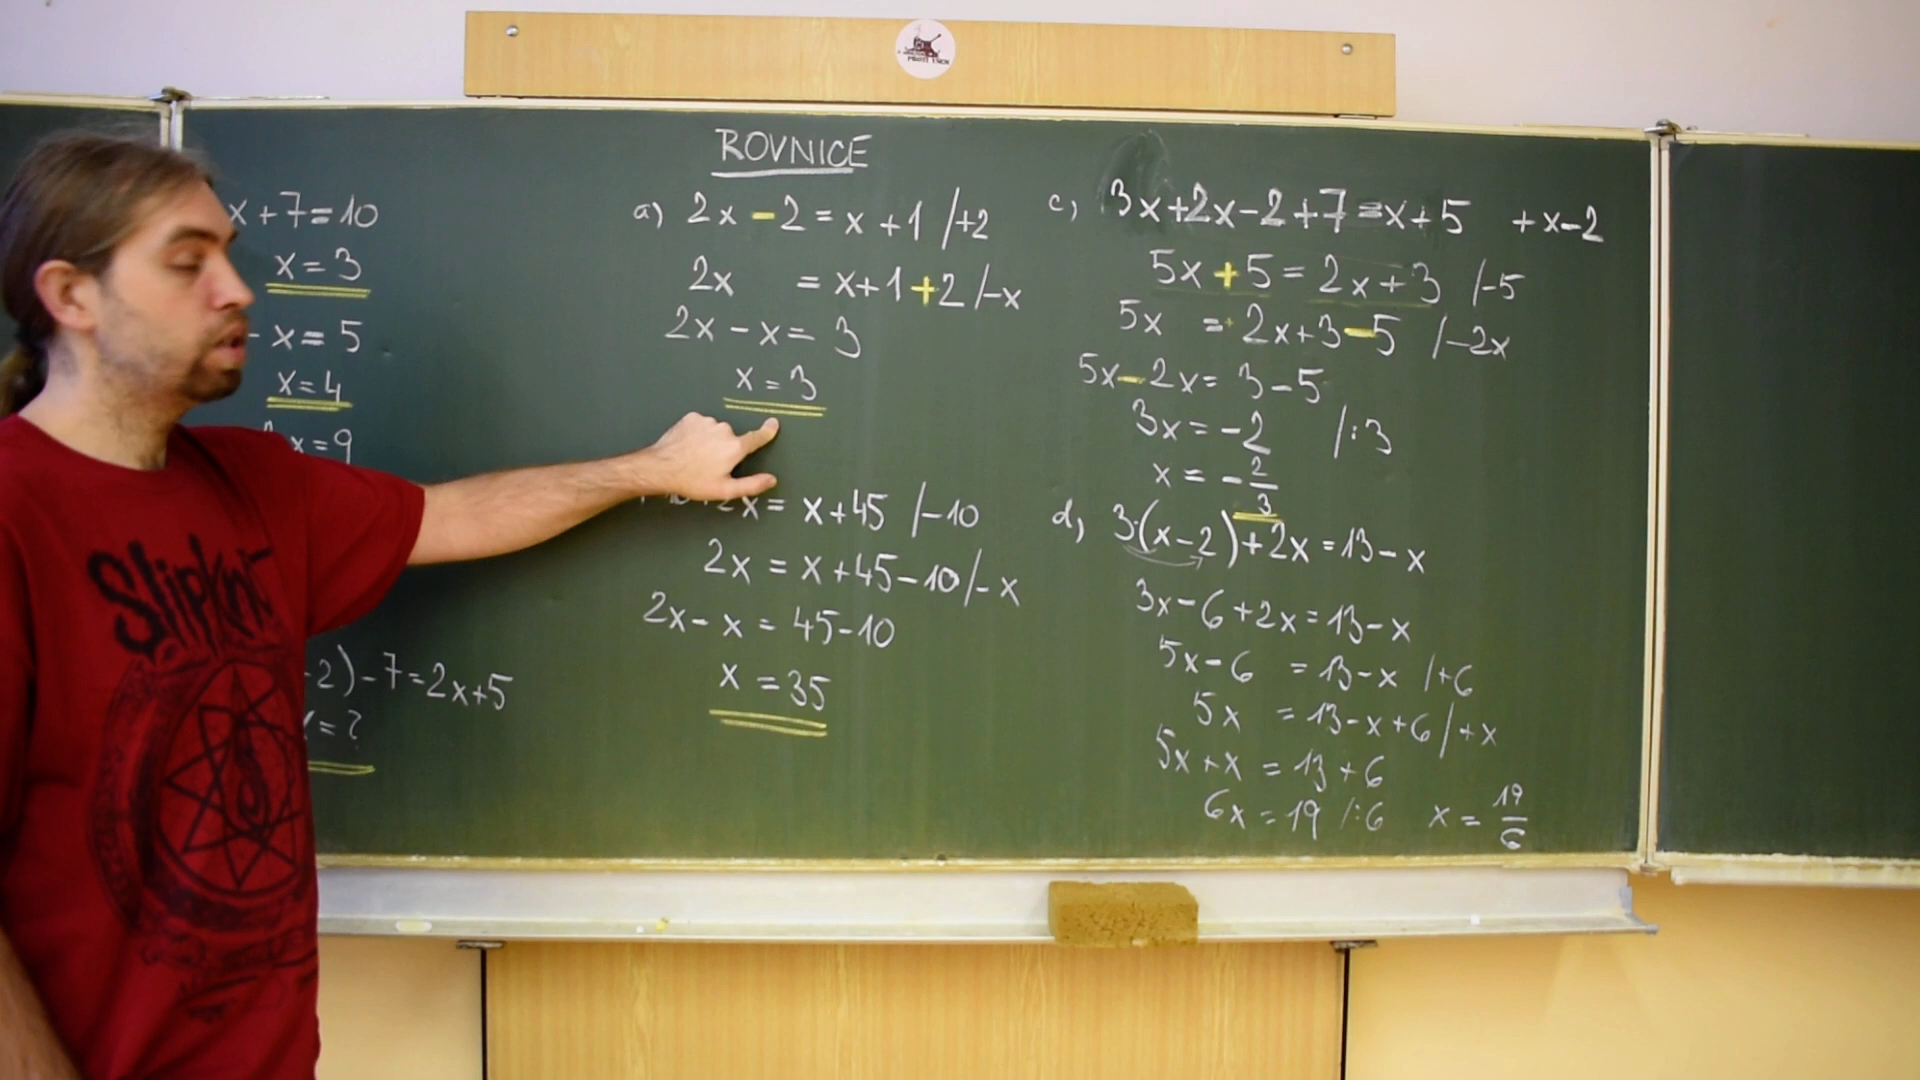 ROVNICE
x+7=10
x=3
-x=5
x=4
x=9
-2)-7=2x+5
x=?
a) 2x-2=x+1 /+2
2x =x+1+2 /-x
2x-x=3
x=3
2x=x+45 /-10
2x=x+45-10 /-x
2x-x=45-10
x=35
c) 3x+2x-2+7=x+5 +x-2
5x+5=2x+3 /-5
5x =2x+3-5 /-2x
5x-2x=3-5
3x=-2 /:3
x=-2/3
d) 3·(x-2)+2x=13-x
3x-6+2x=13-x
5x-6 =13-x /+6
5x =13-x+6 /+x
5x+x=13+6
6x=19 /:6 x=19/6
PROTI VŠEM
Slipknot